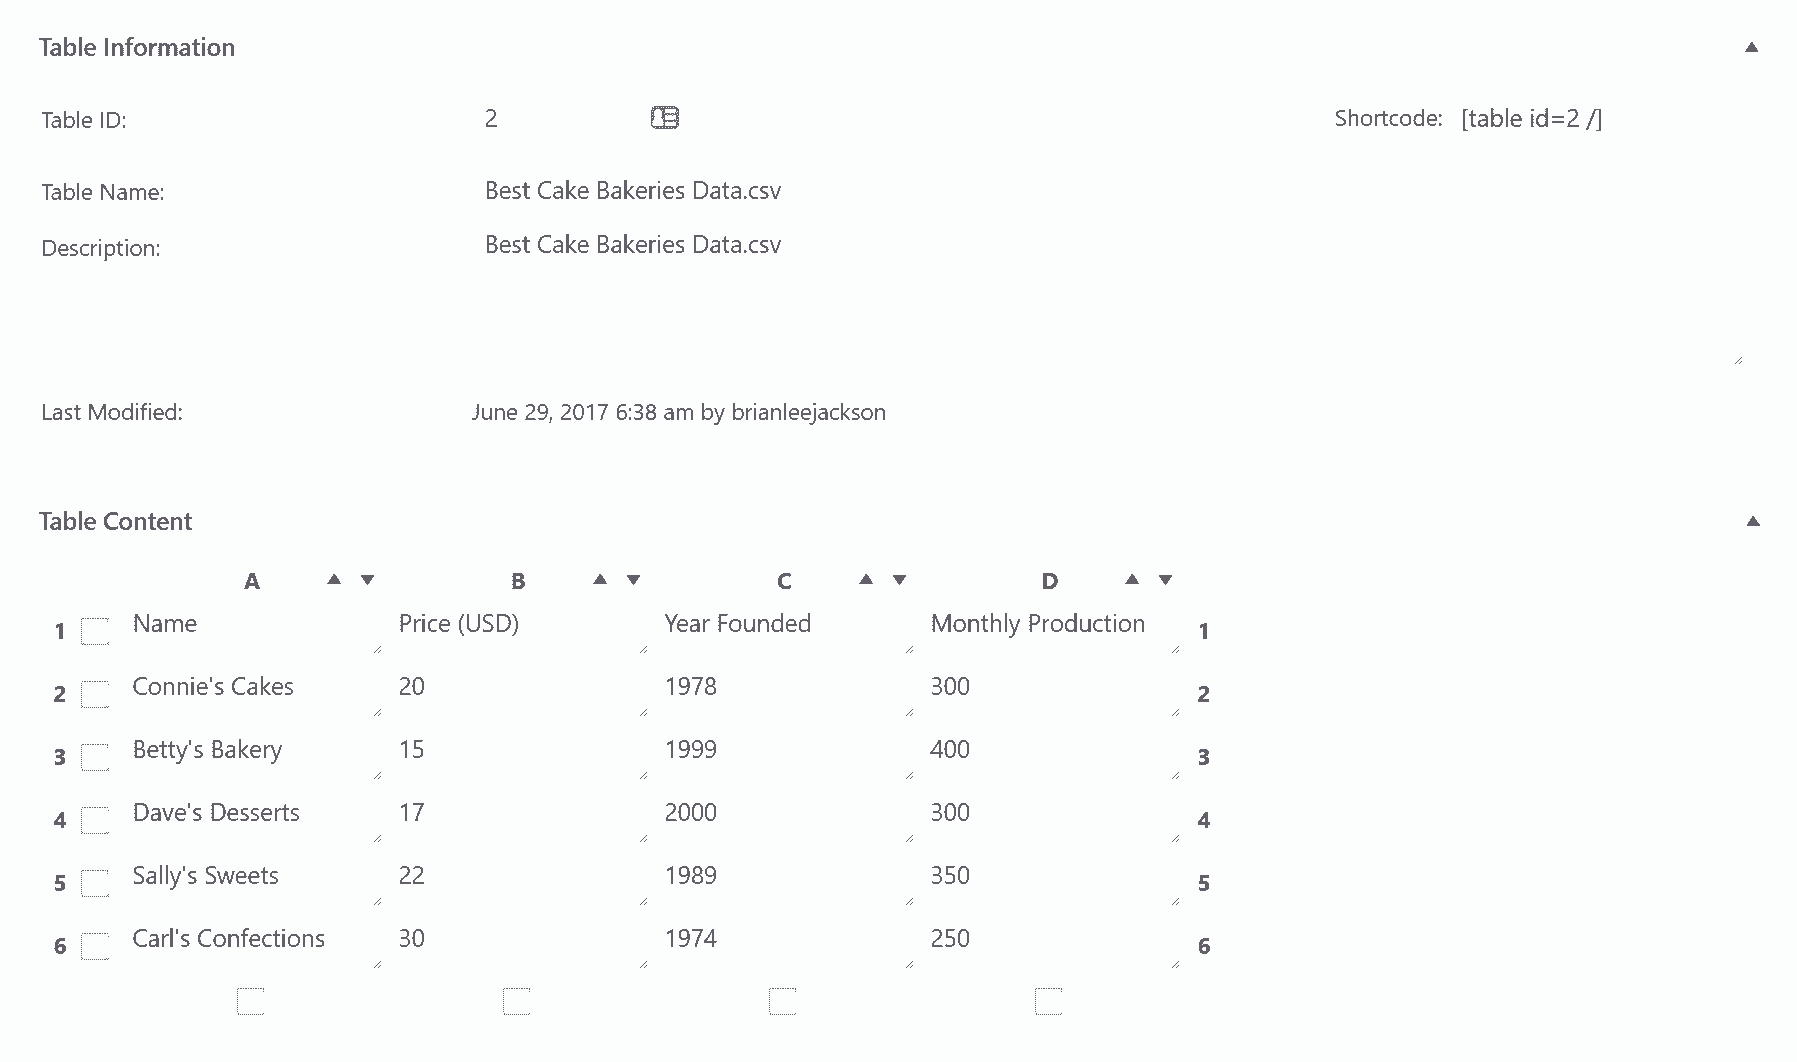 Table Information ▲
Table ID: 2 Shortcode: [table id=2 /]
Table Name: Best Cake Bakeries Data.csv
Description: Best Cake Bakeries Data.csv
Last Modified: June 29, 2017 6:38 am by brianleejackson
Table Content ▲
A ▲ ▼ B ▲ ▼ C ▲ ▼ D ▲ ▼
1 Name Price (USD) Year Founded Monthly Production 1
2 Connie's Cakes 20 1978 300 2
3 Betty's Bakery 15 1999 400 3
4 Dave's Desserts 17 2000 300 4
5 Sally's Sweets 22 1989 350 5
6 Carl's Confections 30 1974 250 6